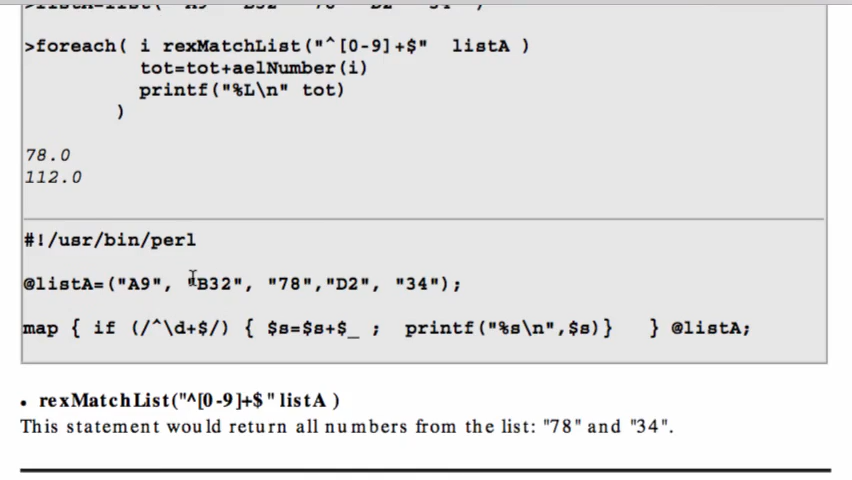 >foreach( i rexMatchList("^[0-9]+$" listA )
tot=tot+aelNumber(i)
printf("%L\n" tot)
)
78.0
112.0
#!/usr/bin/perl
@listA=("A9", "B32", "78","D2", "34");
map { if (/^\d+$/) { $s=$s+$_ ; printf("%s\n",$s)} } @listA;
• rexMatchList("^[0-9]+$" listA )
This statement would return all numbers from the list: "78" and "34".